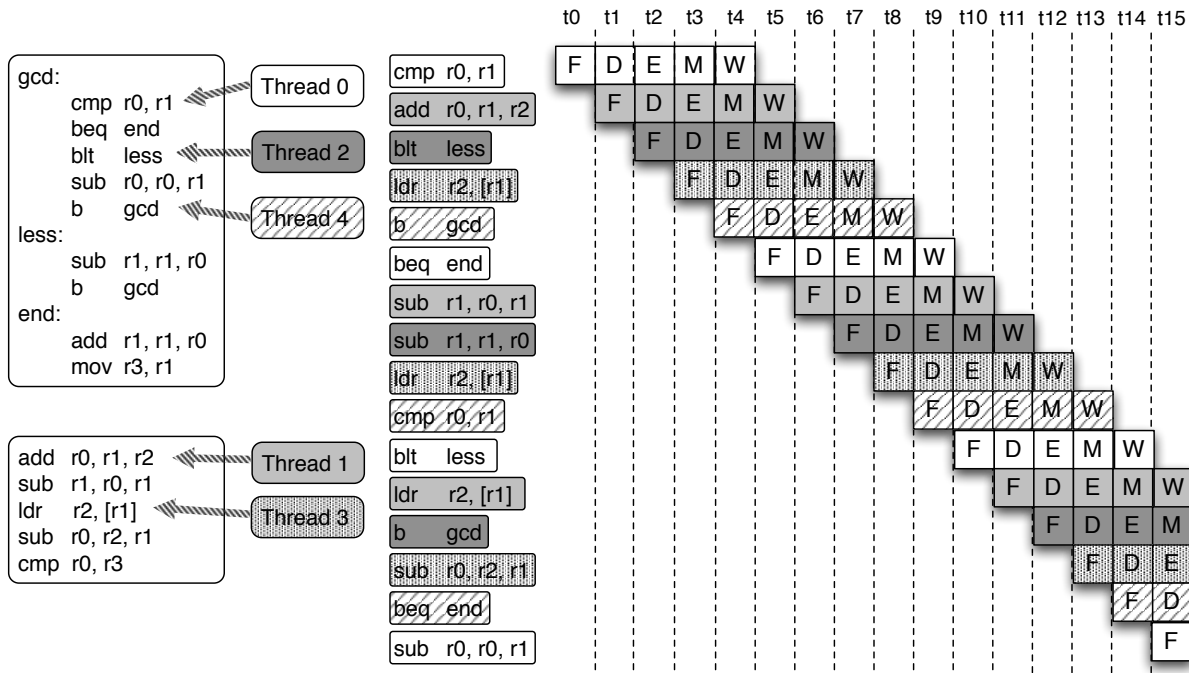 t0 t1 t2 t3 t4 t5 t6 t7 t8 t9 t10 t11 t12 t13 t14 t15
gcd:
cmp r0, r1
beq end
blt less
sub r0, r0, r1
b gcd
less:
sub r1, r1, r0
b gcd
end:
add r1, r1, r0
mov r3, r1
Thread 0
Thread 2
Thread 4
add r0, r1, r2
sub r1, r0, r1
ldr r2, [r1]
sub r0, r2, r1
cmp r0, r3
Thread 1
Thread 3
cmp r0, r1 F D E M W
add r0, r1, r2 F D E M W
blt less F D E M W
ldr r2, [r1] F D E M W
b gcd F D E M W
beq end F D E M W
sub r1, r0, r1 F D E M W
sub r1, r1, r0 F D E M W
ldr r2, [r1] F D E M W
cmp r0, r1 F D E M W
blt less F D E M W
ldr r2, [r1] F D E M W
b gcd F D E M
sub r0, r2, r1 F D E
beq end F D
sub r0, r0, r1 F